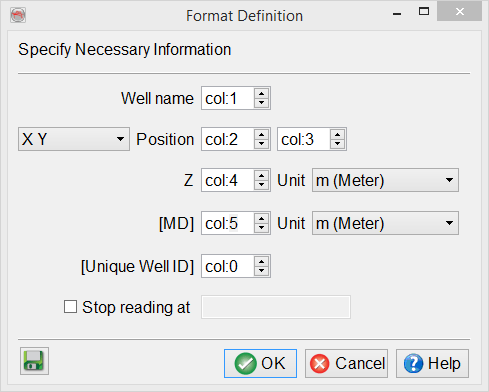 Format Definition
Specify Necessary Information
Well name col:1
X Y Position col:2 col:3
Z col:4 Unit m (Meter)
[MD] col:5 Unit m (Meter)
[Unique Well ID] col:0
Stop reading at
OK Cancel Help